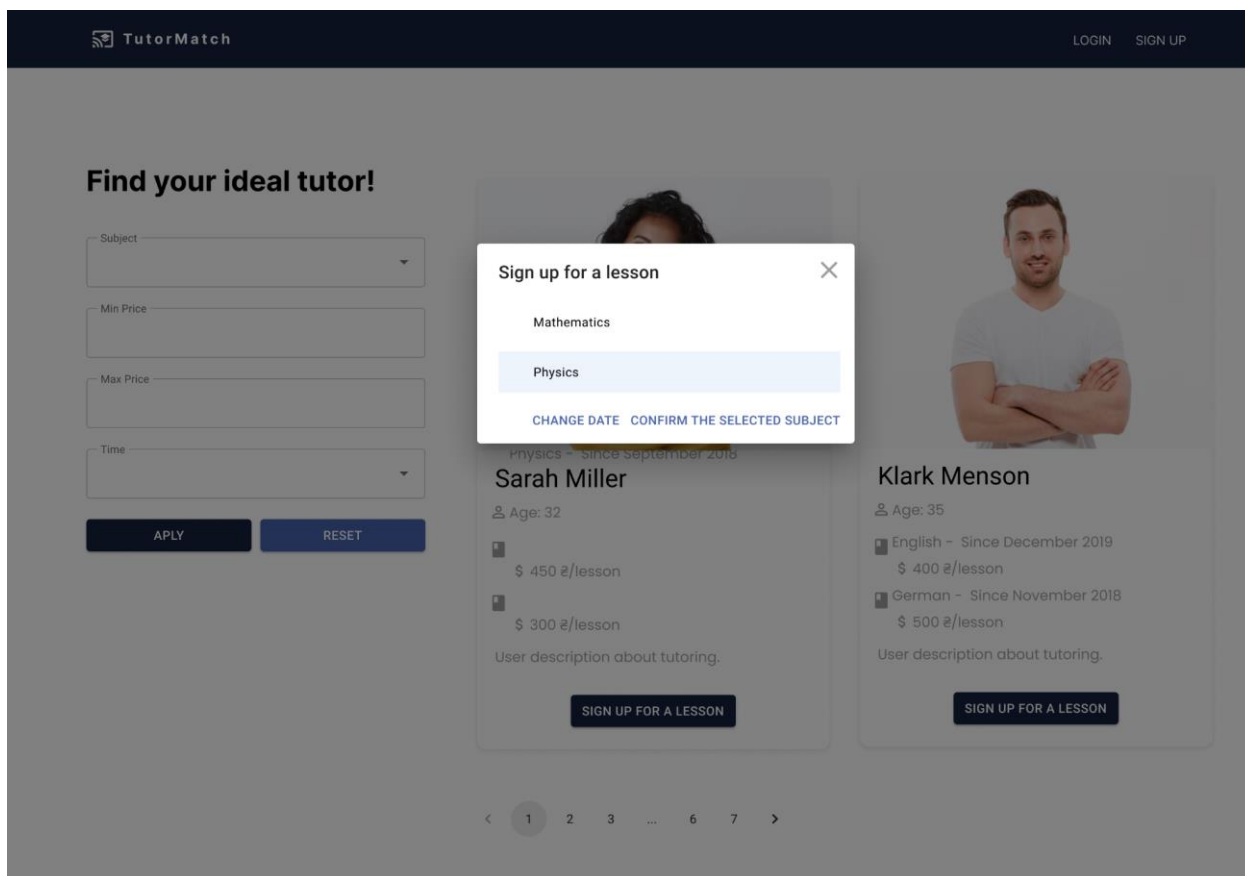 TutorMatch
LOGIN SIGN UP
Find your ideal tutor!
Subject
Min Price
Max Price
Time
APLY RESET
Sign up for a lesson
Mathematics
Physics
CHANGE DATE CONFIRM THE SELECTED SUBJECT
Physics - Since September 2018
Sarah Miller
Age: 32
$ 450 ₴/lesson
$ 300 ₴/lesson
User description about tutoring.
SIGN UP FOR A LESSON
Klark Menson
Age: 35
English - Since December 2019
$ 400 ₴/lesson
German - Since November 2018
$ 500 ₴/lesson
User description about tutoring.
SIGN UP FOR A LESSON
< 1 2 3 ... 6 7 >